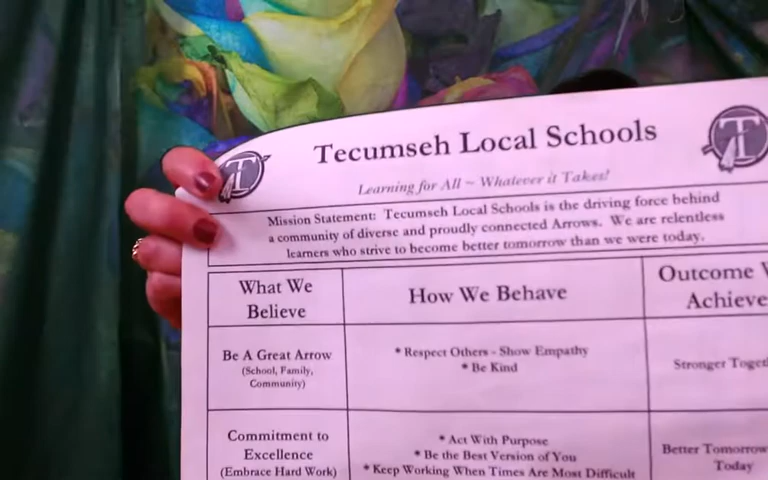 Tecumseh Local Schools
T
T
Learning for All ~ Whatever it Takes!
Mission Statement: Tecumseh Local Schools is the driving force behind
a community of diverse and proudly connected Arrows. We are relentless
learners who strive to become better tomorrow than we were today.
What We
Believe
How We Behave
Outcome
Achieve
Be A Great Arrow
(School, Family,
Community)
* Respect Others - Show Empathy
* Be Kind
Stronger
Commitment to
Excellence
(Embrace Hard Work)
* Act With Purpose
* Be the Best Version of You
* Keep Working When Times Are Most Difficult
Better Tomorrow
Today